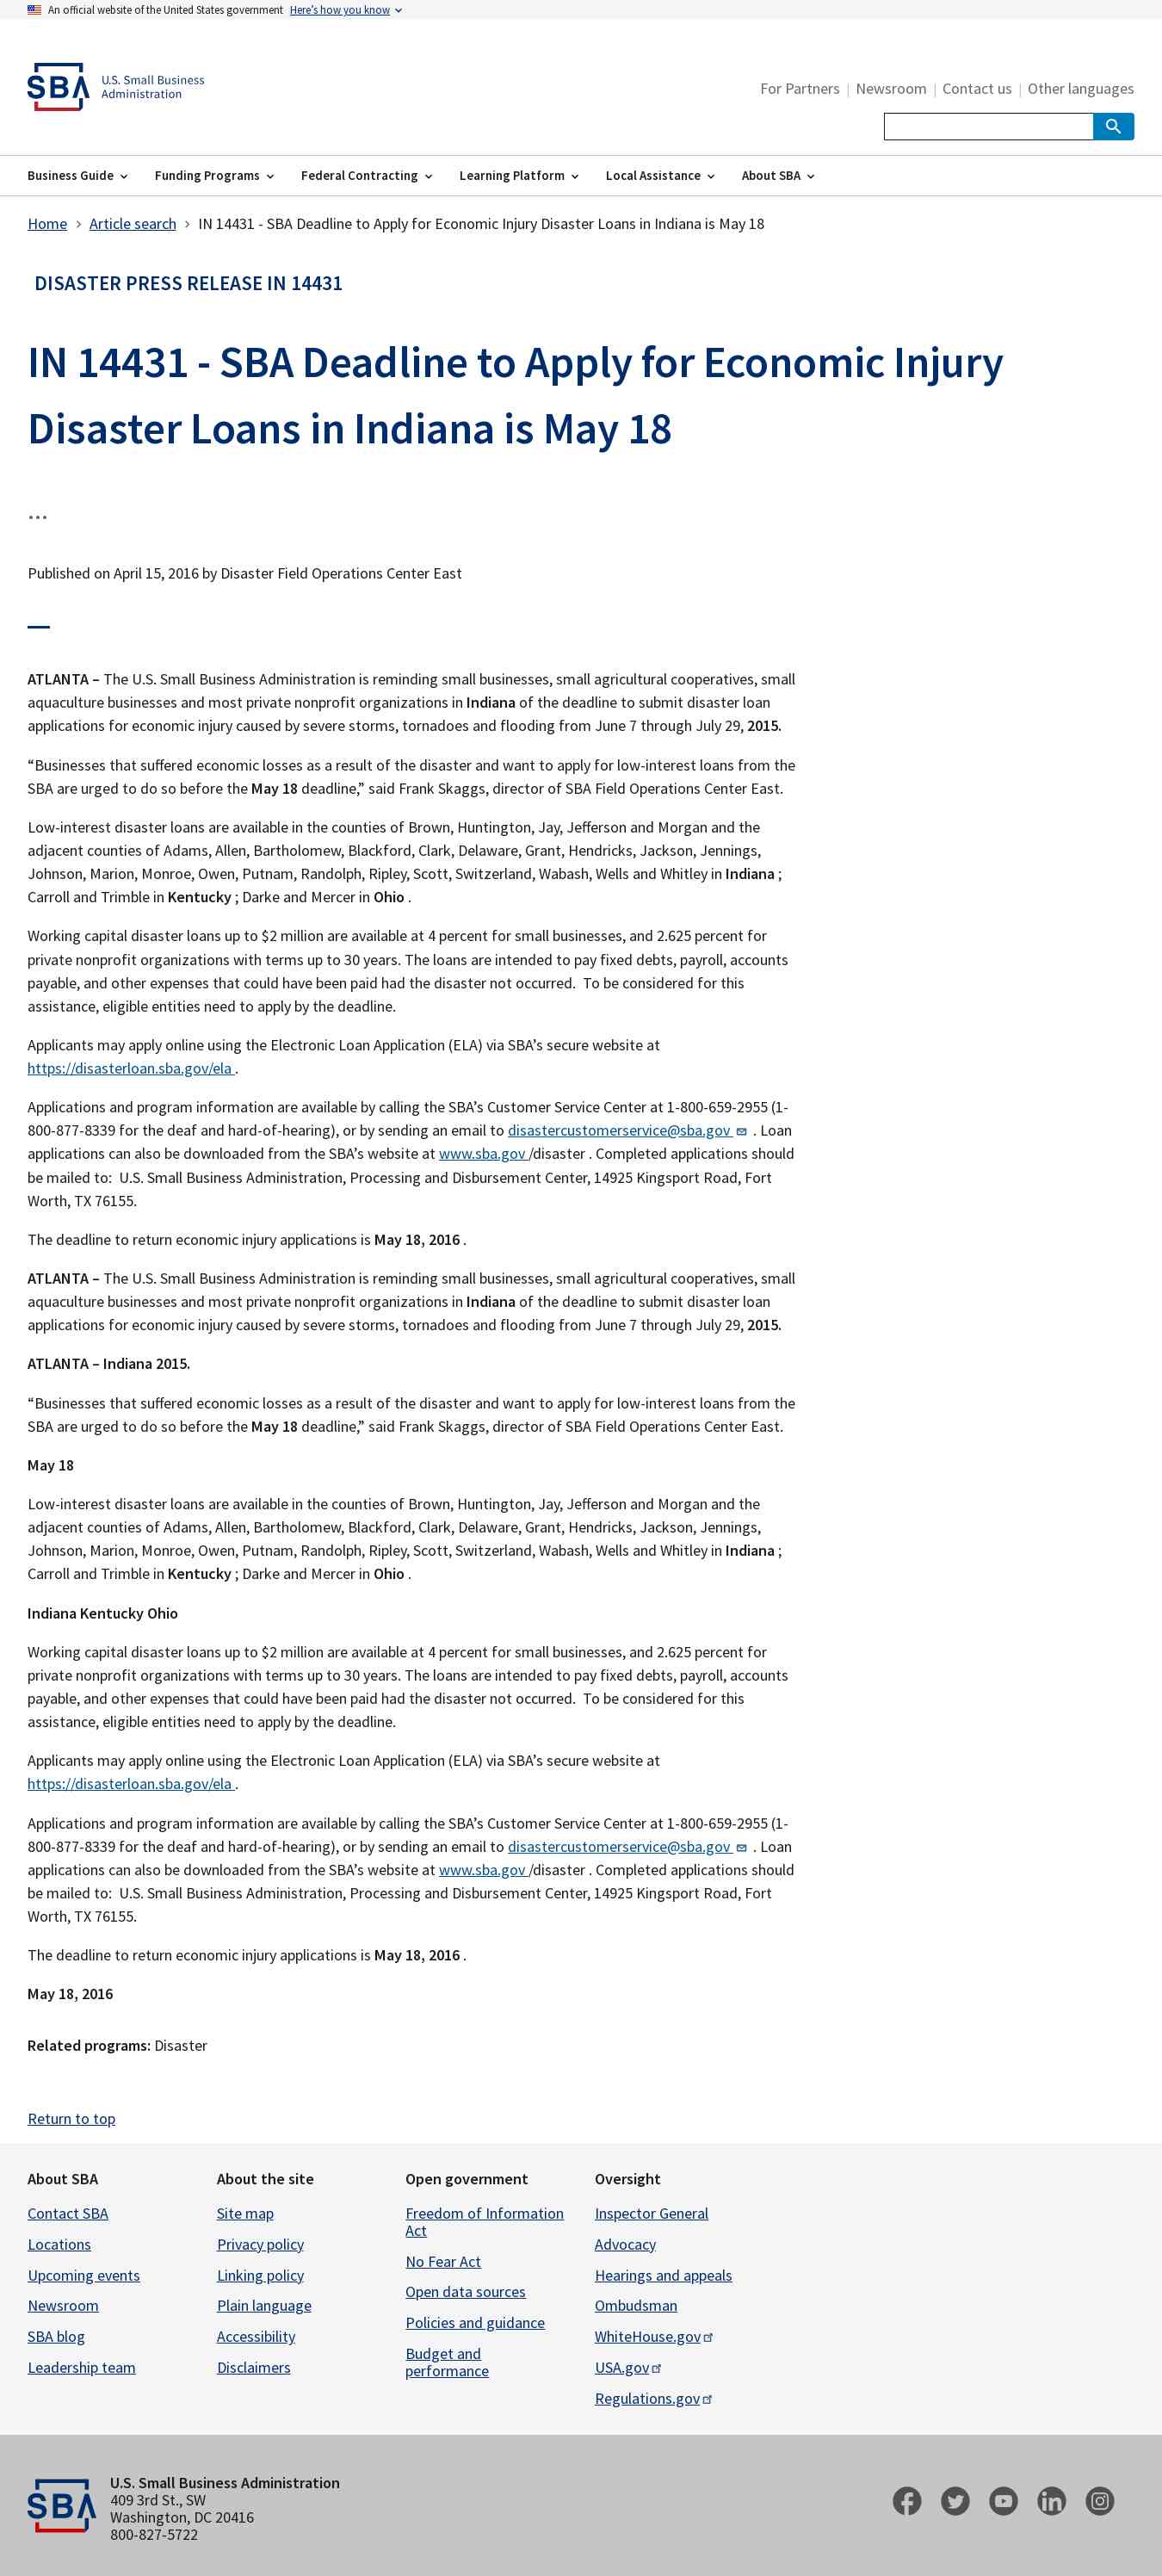 An official website of the United States government Here’s how you know
SBA U.S. Small Business
Administration
For Partners | Newsroom | Contact us | Other languages
Business Guide Funding Programs Federal Contracting Learning Platform Local Assistance About SBA
Home > Article search > IN 14431 - SBA Deadline to Apply for Economic Injury Disaster Loans in Indiana is May 18
DISASTER PRESS RELEASE IN 14431
IN 14431 - SBA Deadline to Apply for Economic Injury
Disaster Loans in Indiana is May 18
...
Published on April 15, 2016 by Disaster Field Operations Center East
ATLANTA – The U.S. Small Business Administration is reminding small businesses, small agricultural cooperatives, small
aquaculture businesses and most private nonprofit organizations in Indiana of the deadline to submit disaster loan
applications for economic injury caused by severe storms, tornadoes and flooding from June 7 through July 29, 2015.
“Businesses that suffered economic losses as a result of the disaster and want to apply for low-interest loans from the
SBA are urged to do so before the May 18 deadline,” said Frank Skaggs, director of SBA Field Operations Center East.
Low-interest disaster loans are available in the counties of Brown, Huntington, Jay, Jefferson and Morgan and the
adjacent counties of Adams, Allen, Bartholomew, Blackford, Clark, Delaware, Grant, Hendricks, Jackson, Jennings,
Johnson, Marion, Monroe, Owen, Putnam, Randolph, Ripley, Scott, Switzerland, Wabash, Wells and Whitley in Indiana ;
Carroll and Trimble in Kentucky ; Darke and Mercer in Ohio .
Working capital disaster loans up to $2 million are available at 4 percent for small businesses, and 2.625 percent for
private nonprofit organizations with terms up to 30 years. The loans are intended to pay fixed debts, payroll, accounts
payable, and other expenses that could have been paid had the disaster not occurred. To be considered for this
assistance, eligible entities need to apply by the deadline.
Applicants may apply online using the Electronic Loan Application (ELA) via SBA’s secure website at
https://disasterloan.sba.gov/ela .
Applications and program information are available by calling the SBA’s Customer Service Center at 1-800-659-2955 (1-
800-877-8339 for the deaf and hard-of-hearing), or by sending an email to disastercustomerservice@sba.gov . Loan
applications can also be downloaded from the SBA’s website at www.sba.gov /disaster . Completed applications should
be mailed to: U.S. Small Business Administration, Processing and Disbursement Center, 14925 Kingsport Road, Fort
Worth, TX 76155.
The deadline to return economic injury applications is May 18, 2016 .
ATLANTA – The U.S. Small Business Administration is reminding small businesses, small agricultural cooperatives, small
aquaculture businesses and most private nonprofit organizations in Indiana of the deadline to submit disaster loan
applications for economic injury caused by severe storms, tornadoes and flooding from June 7 through July 29, 2015.
ATLANTA – Indiana 2015.
“Businesses that suffered economic losses as a result of the disaster and want to apply for low-interest loans from the
SBA are urged to do so before the May 18 deadline,” said Frank Skaggs, director of SBA Field Operations Center East.
May 18
Low-interest disaster loans are available in the counties of Brown, Huntington, Jay, Jefferson and Morgan and the
adjacent counties of Adams, Allen, Bartholomew, Blackford, Clark, Delaware, Grant, Hendricks, Jackson, Jennings,
Johnson, Marion, Monroe, Owen, Putnam, Randolph, Ripley, Scott, Switzerland, Wabash, Wells and Whitley in Indiana ;
Carroll and Trimble in Kentucky ; Darke and Mercer in Ohio .
Indiana Kentucky Ohio
Working capital disaster loans up to $2 million are available at 4 percent for small businesses, and 2.625 percent for
private nonprofit organizations with terms up to 30 years. The loans are intended to pay fixed debts, payroll, accounts
payable, and other expenses that could have been paid had the disaster not occurred. To be considered for this
assistance, eligible entities need to apply by the deadline.
Applicants may apply online using the Electronic Loan Application (ELA) via SBA’s secure website at
https://disasterloan.sba.gov/ela .
Applications and program information are available by calling the SBA’s Customer Service Center at 1-800-659-2955 (1-
800-877-8339 for the deaf and hard-of-hearing), or by sending an email to disastercustomerservice@sba.gov . Loan
applications can also be downloaded from the SBA’s website at www.sba.gov /disaster . Completed applications should
be mailed to: U.S. Small Business Administration, Processing and Disbursement Center, 14925 Kingsport Road, Fort
Worth, TX 76155.
The deadline to return economic injury applications is May 18, 2016 .
May 18, 2016
Related programs: Disaster
Return to top
About SBA
Contact SBA
Locations
Upcoming events
Newsroom
SBA blog
Leadership team
About the site
Site map
Privacy policy
Linking policy
Plain language
Accessibility
Disclaimers
Open government
Freedom of Information
Act
No Fear Act
Open data sources
Policies and guidance
Budget and
performance
Oversight
Inspector General
Advocacy
Hearings and appeals
Ombudsman
WhiteHouse.gov
USA.gov
Regulations.gov
SBA
U.S. Small Business Administration
409 3rd St., SW
Washington, DC 20416
800-827-5722